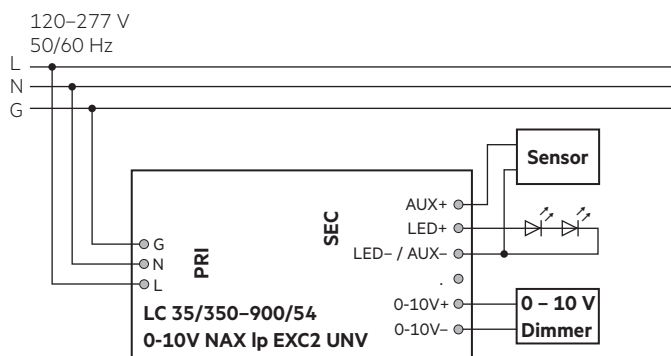 120–277 V
50/60 Hz
L
N
G
Sensor
AUX+
LED+
LED– / AUX–
.
0-10V+
0-10V–
SEC
PRI
G
N
L
LC 35/350–900/54
0-10V NAX lp EXC2 UNV
0 – 10 V
Dimmer